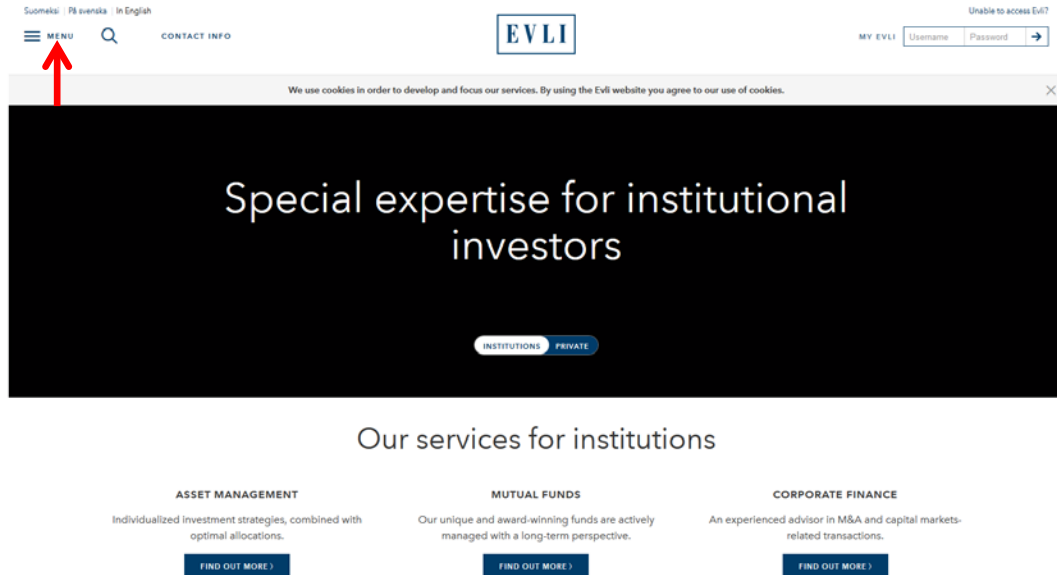 Suomeksi | På svenska | In English
Unable to access Evli?
MENU
CONTACT INFO
EVLI
MY EVLI
Username
Password
We use cookies in order to develop and focus our services. By using the Evli website you agree to our use of cookies.
Special expertise for institutional
investors
INSTITUTIONS PRIVATE
Our services for institutions
ASSET MANAGEMENT
Individualized investment strategies, combined with
optimal allocations.
FIND OUT MORE >
MUTUAL FUNDS
Our unique and award-winning funds are actively
managed with a long-term perspective.
FIND OUT MORE >
CORPORATE FINANCE
An experienced advisor in M&A and capital markets-
related transactions.
FIND OUT MORE >